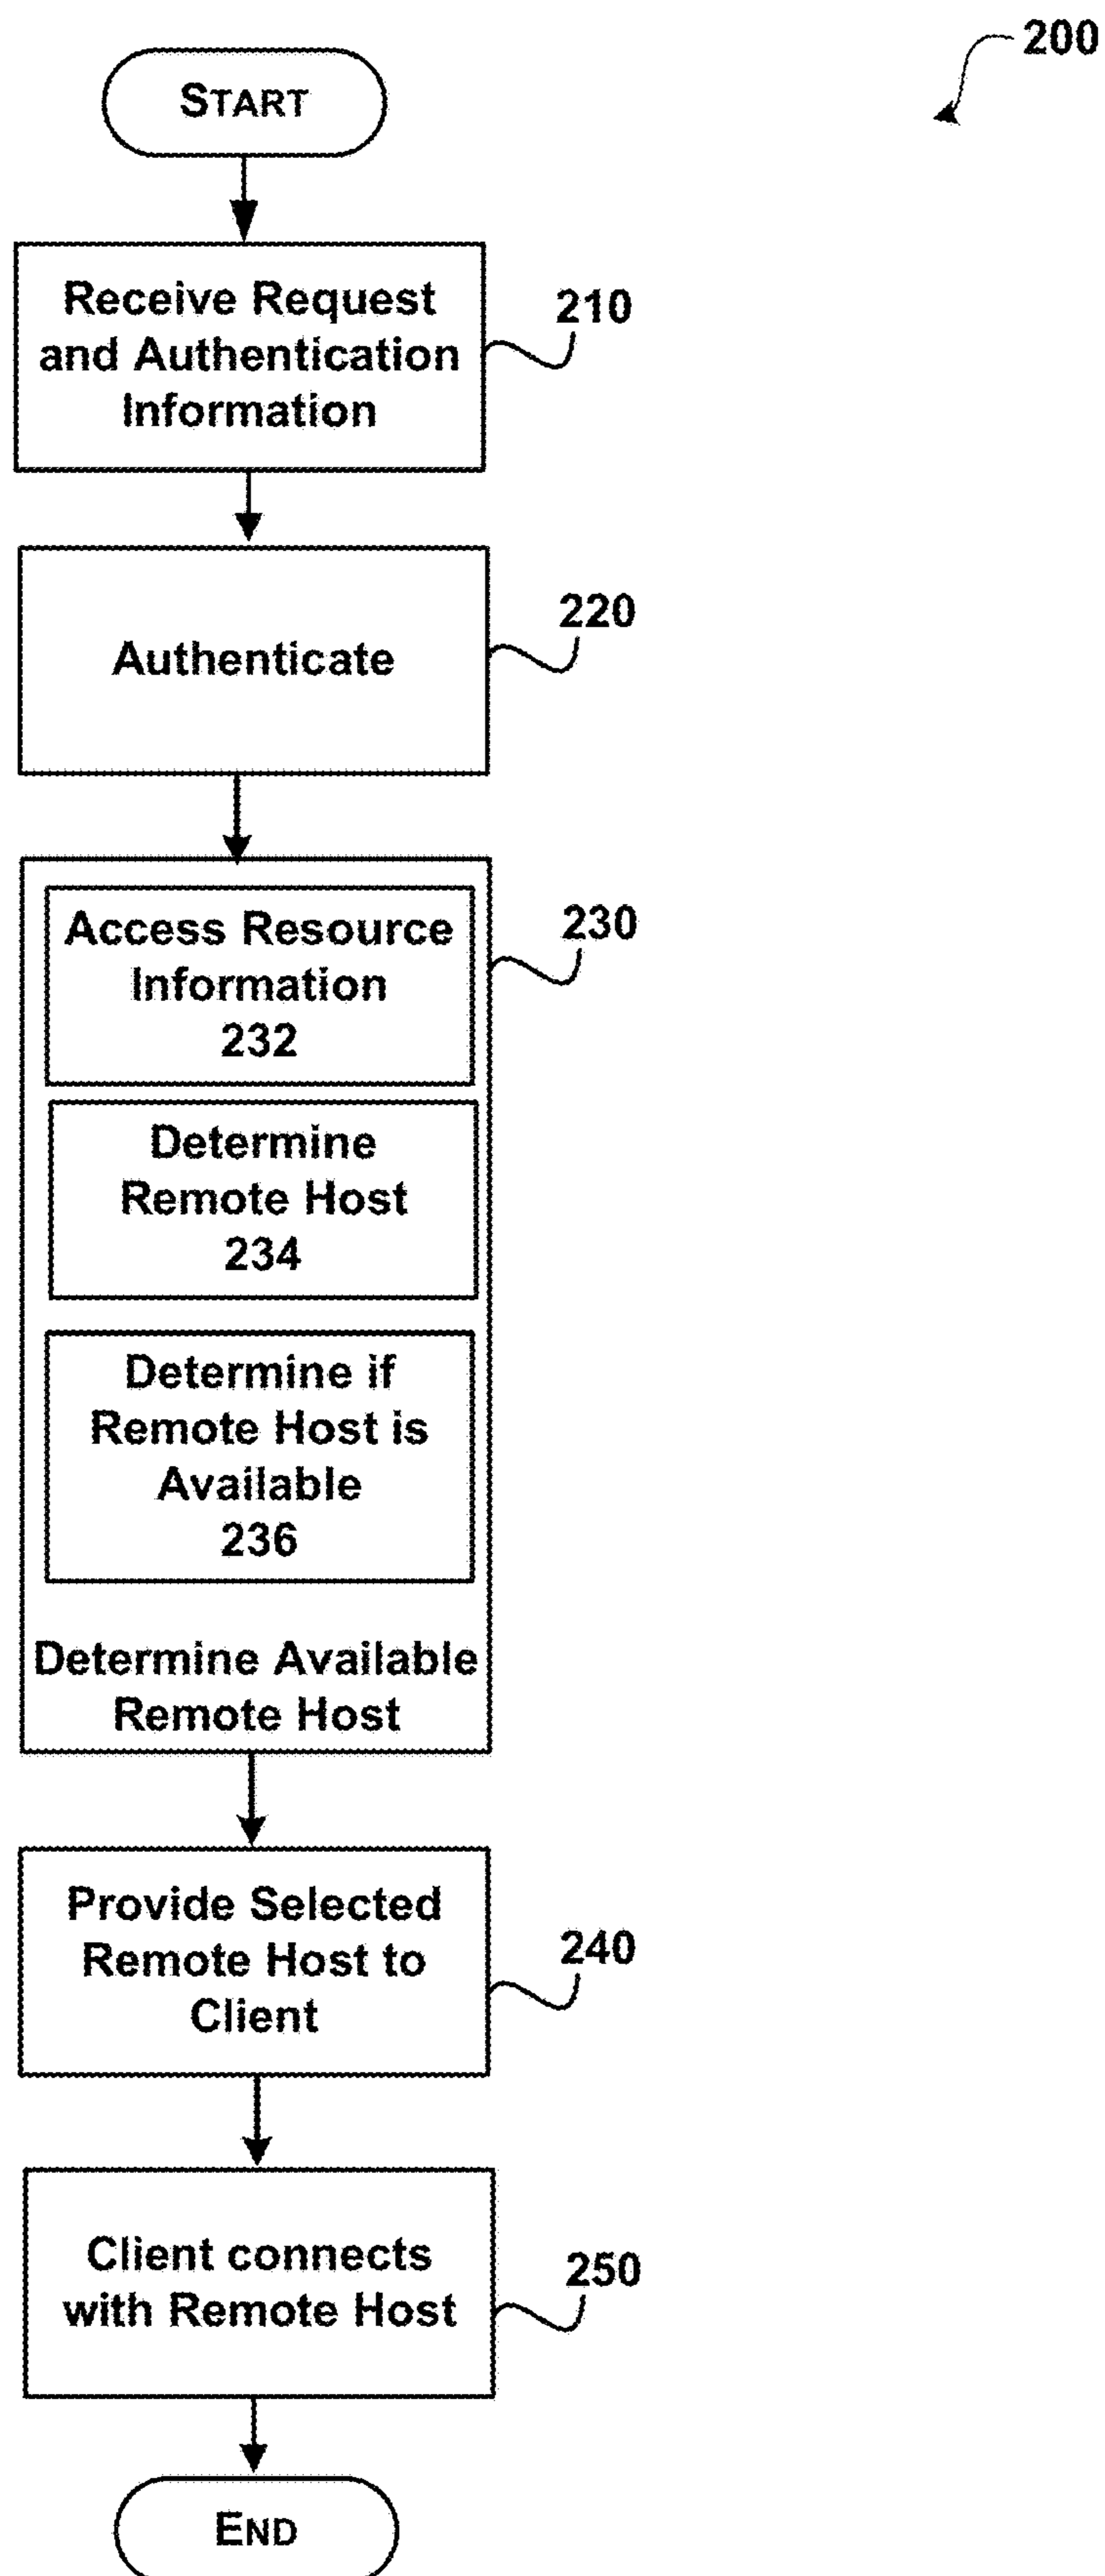 200
START
Receive Request
and Authentication
Information
210
Authenticate
220
Access Resource
Information
232
230
Determine
Remote Host
234
Determine if
Remote Host is
Available
236
Determine Available
Remote Host
Provide Selected
Remote Host to
Client
240
Client connects
with Remote Host
250
END